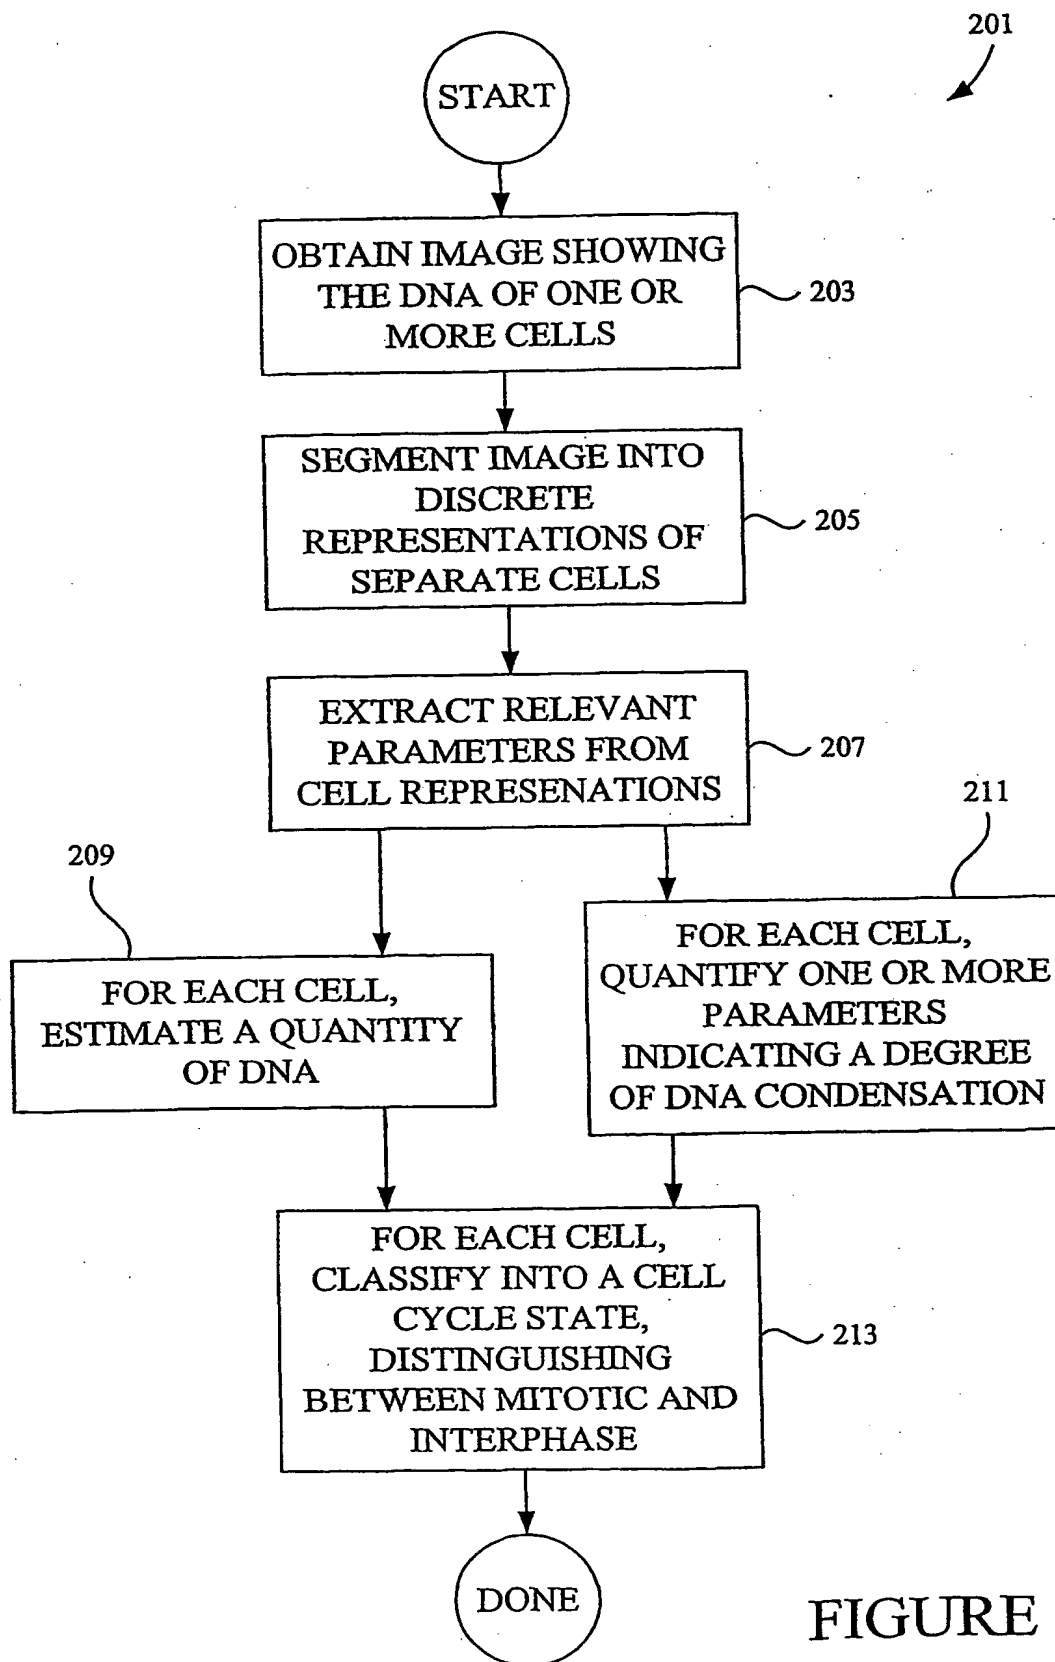 201
START
OBTAIN IMAGE SHOWING
THE DNA OF ONE OR
MORE CELLS
203
SEGMENT IMAGE INTO
DISCRETE
REPRESENTATIONS OF
SEPARATE CELLS
205
EXTRACT RELEVANT
PARAMETERS FROM
CELL REPRESENATIONS
207
209
FOR EACH CELL,
ESTIMATE A QUANTITY
OF DNA
211
FOR EACH CELL,
QUANTIFY ONE OR MORE
PARAMETERS
INDICATING A DEGREE
OF DNA CONDENSATION
FOR EACH CELL,
CLASSIFY INTO A CELL
CYCLE STATE,
DISTINGUISHING
BETWEEN MITOTIC AND
INTERPHASE
213
DONE
FIGURE